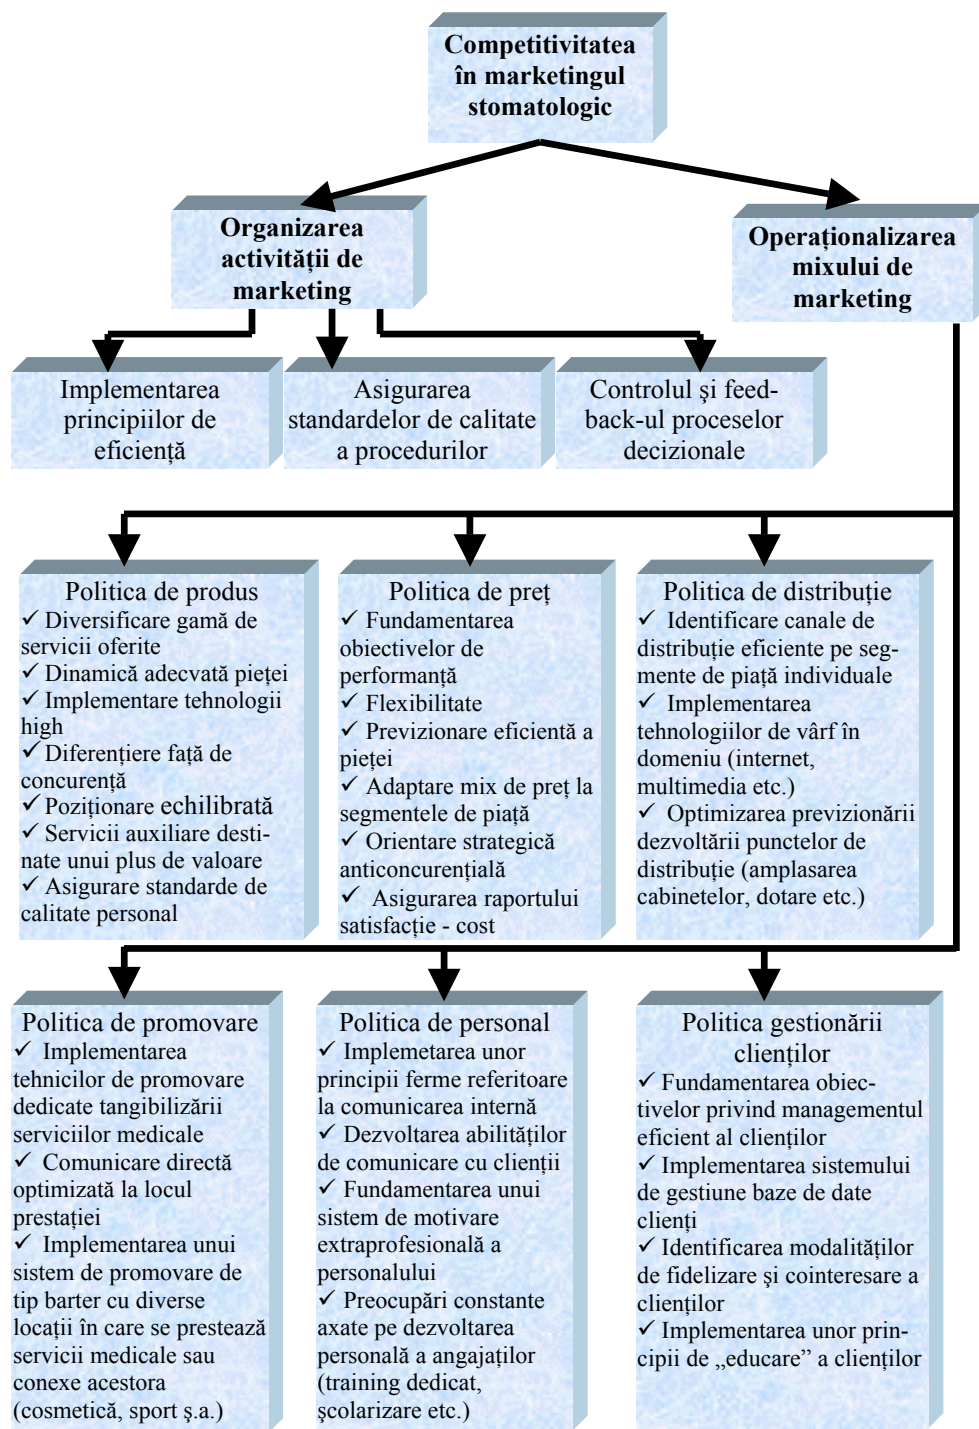 Competitivitatea
în marketingul
stomatologic
Organizarea
activității de
marketing
Operaționalizarea
mixului de
marketing
Implementarea
principiilor de
eficiență
Asigurarea
standardelor de calitate
a procedurilor
Controlul şi feed-
back-ul proceselor
decizionale
Politica de produs
✓ Diversificare gamă de
servicii oferite
✓ Dinamică adecvată pieței
✓ Implementare tehnologii
high
✓ Diferențiere față de
concurență
✓ Poziționare echilibrată
✓ Servicii auxiliare desti-
nate unui plus de valoare
✓ Asigurare standarde de
calitate personal
Politica de preț
✓ Fundamentarea
obiectivelor de
performanță
✓ Flexibilitate
✓ Previzionare eficientă a
pieței
✓ Adaptare mix de preț la
segmentele de piață
✓ Orientare strategică
anticoncurențială
✓ Asigurarea raportului
satisfacție - cost
Politica de distribuție
✓ Identificare canale de
distribuție eficiente pe seg-
mente de piață individuale
✓ Implementarea
tehnologiilor de vârf în
domeniu (internet,
multimedia etc.)
✓ Optimizarea previzionării
dezvoltării punctelor de
distribuție (amplasarea
cabinetelor, dotare etc.)
Politica de promovare
✓ Implementarea
tehnicilor de promovare
dedicate tangibilizării
serviciilor medicale
✓ Comunicare directă
optimizată la locul
prestației
✓ Implementarea unui
sistem de promovare de
tip barter cu diverse
locații în care se prestează
servicii medicale sau
conexe acestora
(cosmetică, sport ş.a.)
Politica de personal
✓ Implemetarea unor
principii ferme referitoare
la comunicarea internă
✓ Dezvoltarea abilităților
de comunicare cu clienții
✓ Fundamentarea unui
sistem de motivare
extraprofesională a
personalului
✓ Preocupări constante
axate pe dezvoltarea
personală a angajaților
(training dedicat,
şcolarizare etc.)
Politica gestionării
clienților
✓ Fundamentarea obiec-
tivelor privind managementul
eficient al clienților
✓ Implementarea sistemului
de gestiune baze de date
clienți
✓ Identificarea modalităților
de fidelizare şi cointeresare a
clienților
✓ Implementarea unor prin-
cipii de „educare” a clienților